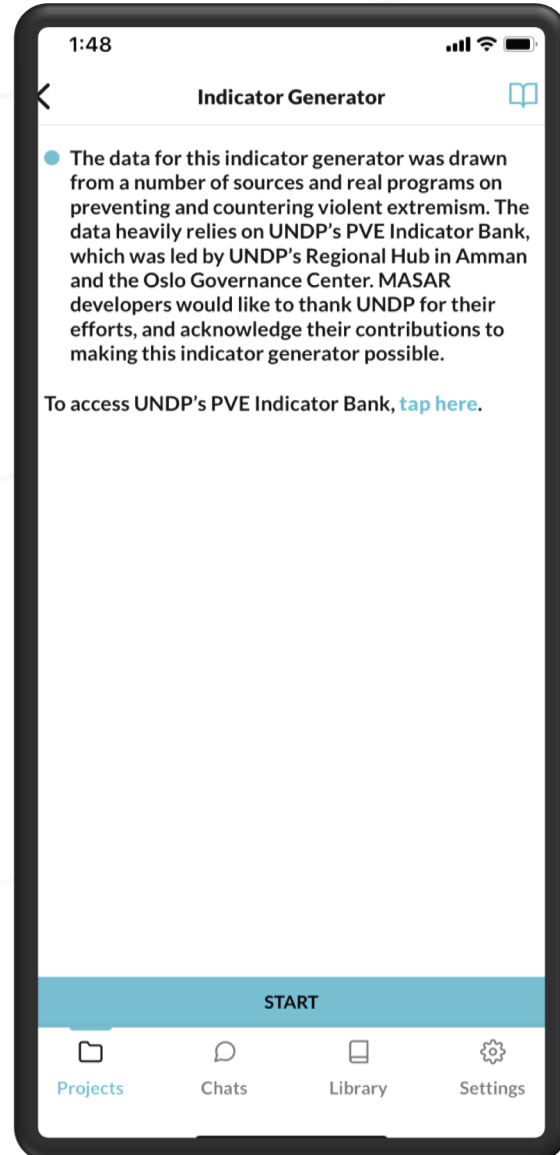 1:48
Indicator Generator
The data for this indicator generator was drawn
from a number of sources and real programs on
preventing and countering violent extremism. The
data heavily relies on UNDP’s PVE Indicator Bank,
which was led by UNDP’s Regional Hub in Amman
and the Oslo Governance Center. MASAR
developers would like to thank UNDP for their
efforts, and acknowledge their contributions to
making this indicator generator possible.
To access UNDP’s PVE Indicator Bank, tap here.
START
Projects Chats Library Settings